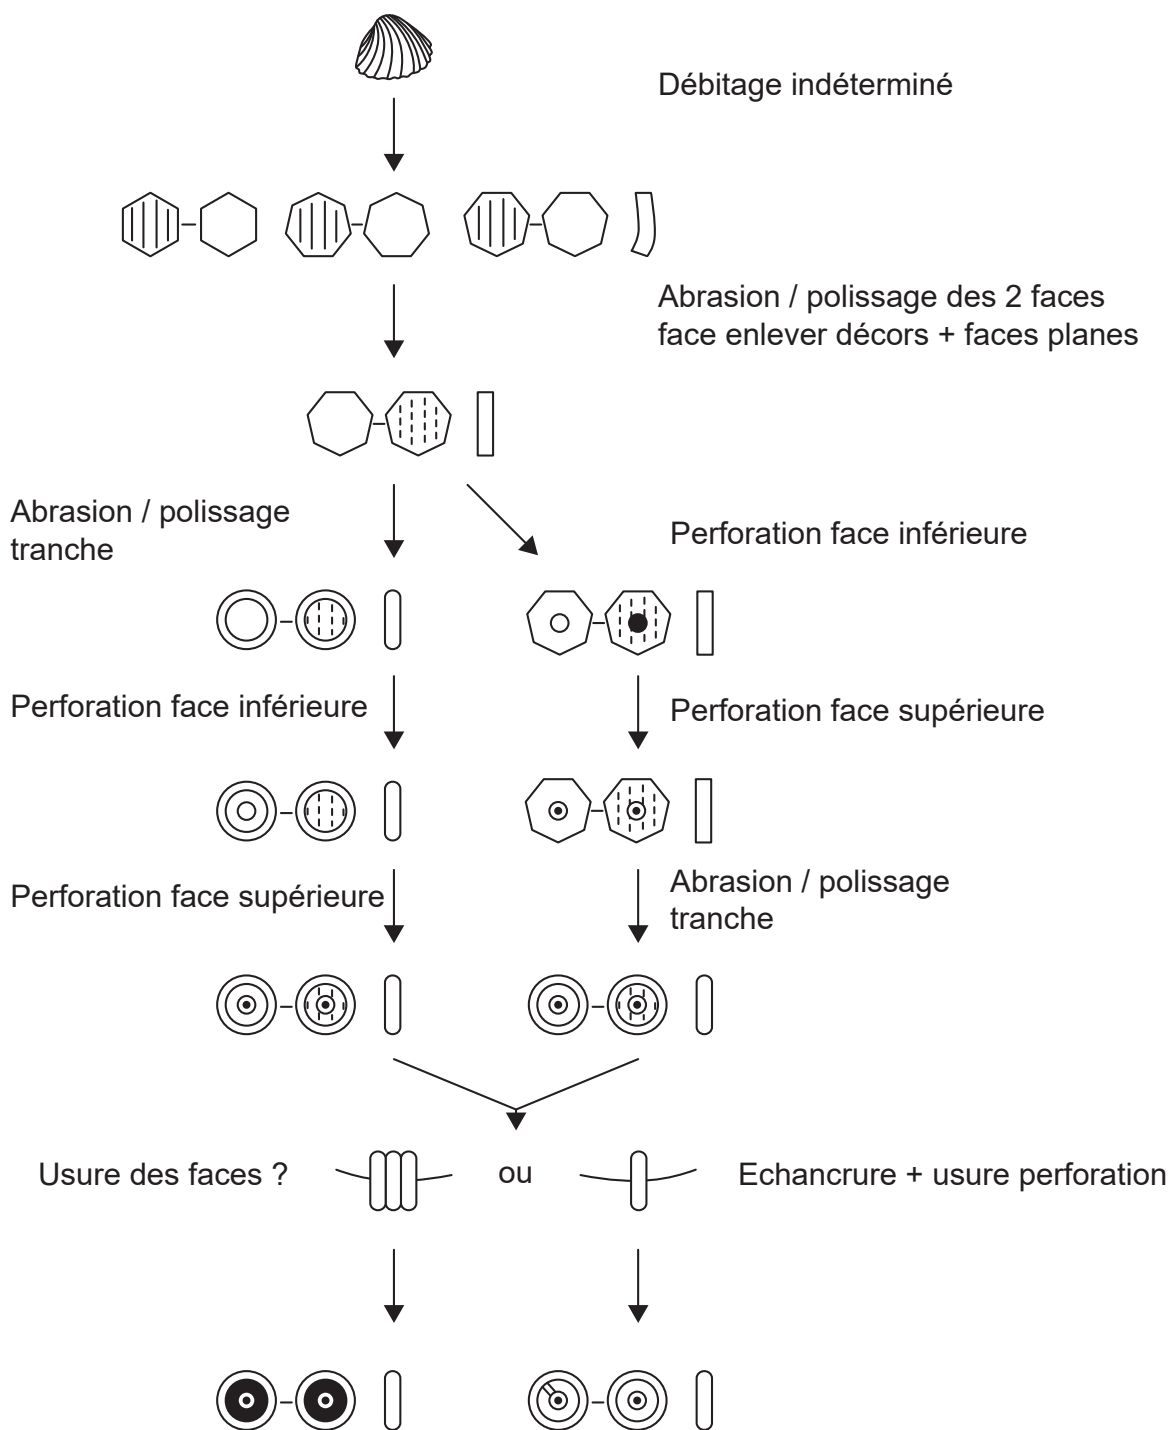 Débitage indéterminé
Abrasion / polissage des 2 faces
face enlever décors + faces planes
Abrasion / polissage
tranche
Perforation face inférieure
Perforation face inférieure
Perforation face supérieure
Perforation face supérieure
Abrasion / polissage
tranche
Usure des faces ?
ou
Echancrure + usure perforation